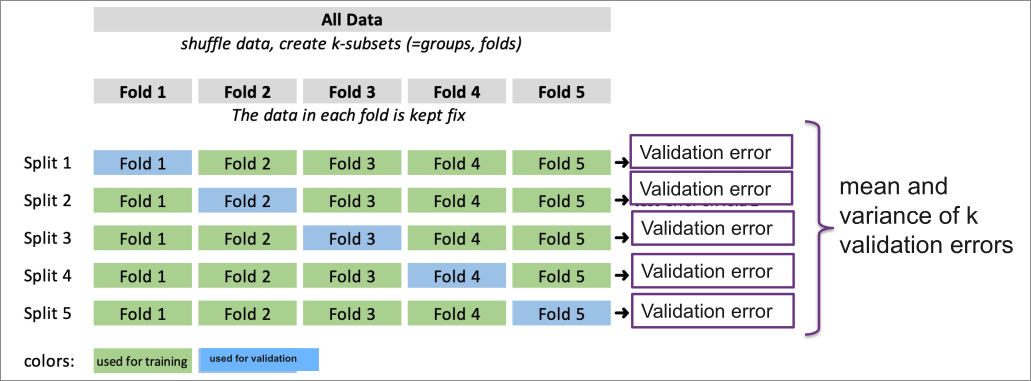 All Data
shuffle data, create k-subsets (=groups, folds)
Fold 1 Fold 2 Fold 3 Fold 4 Fold 5
The data in each fold is kept fix
Split 1 Fold 1 Fold 2 Fold 3 Fold 4 Fold 5 → Validation error
Split 2 Fold 1 Fold 2 Fold 3 Fold 4 Fold 5 → Validation error
Split 3 Fold 1 Fold 2 Fold 3 Fold 4 Fold 5 → Validation error
Split 4 Fold 1 Fold 2 Fold 3 Fold 4 Fold 5 → Validation error
Split 5 Fold 1 Fold 2 Fold 3 Fold 4 Fold 5 → Validation error
mean and
variance of k
validation errors
colors: used for training used for validation